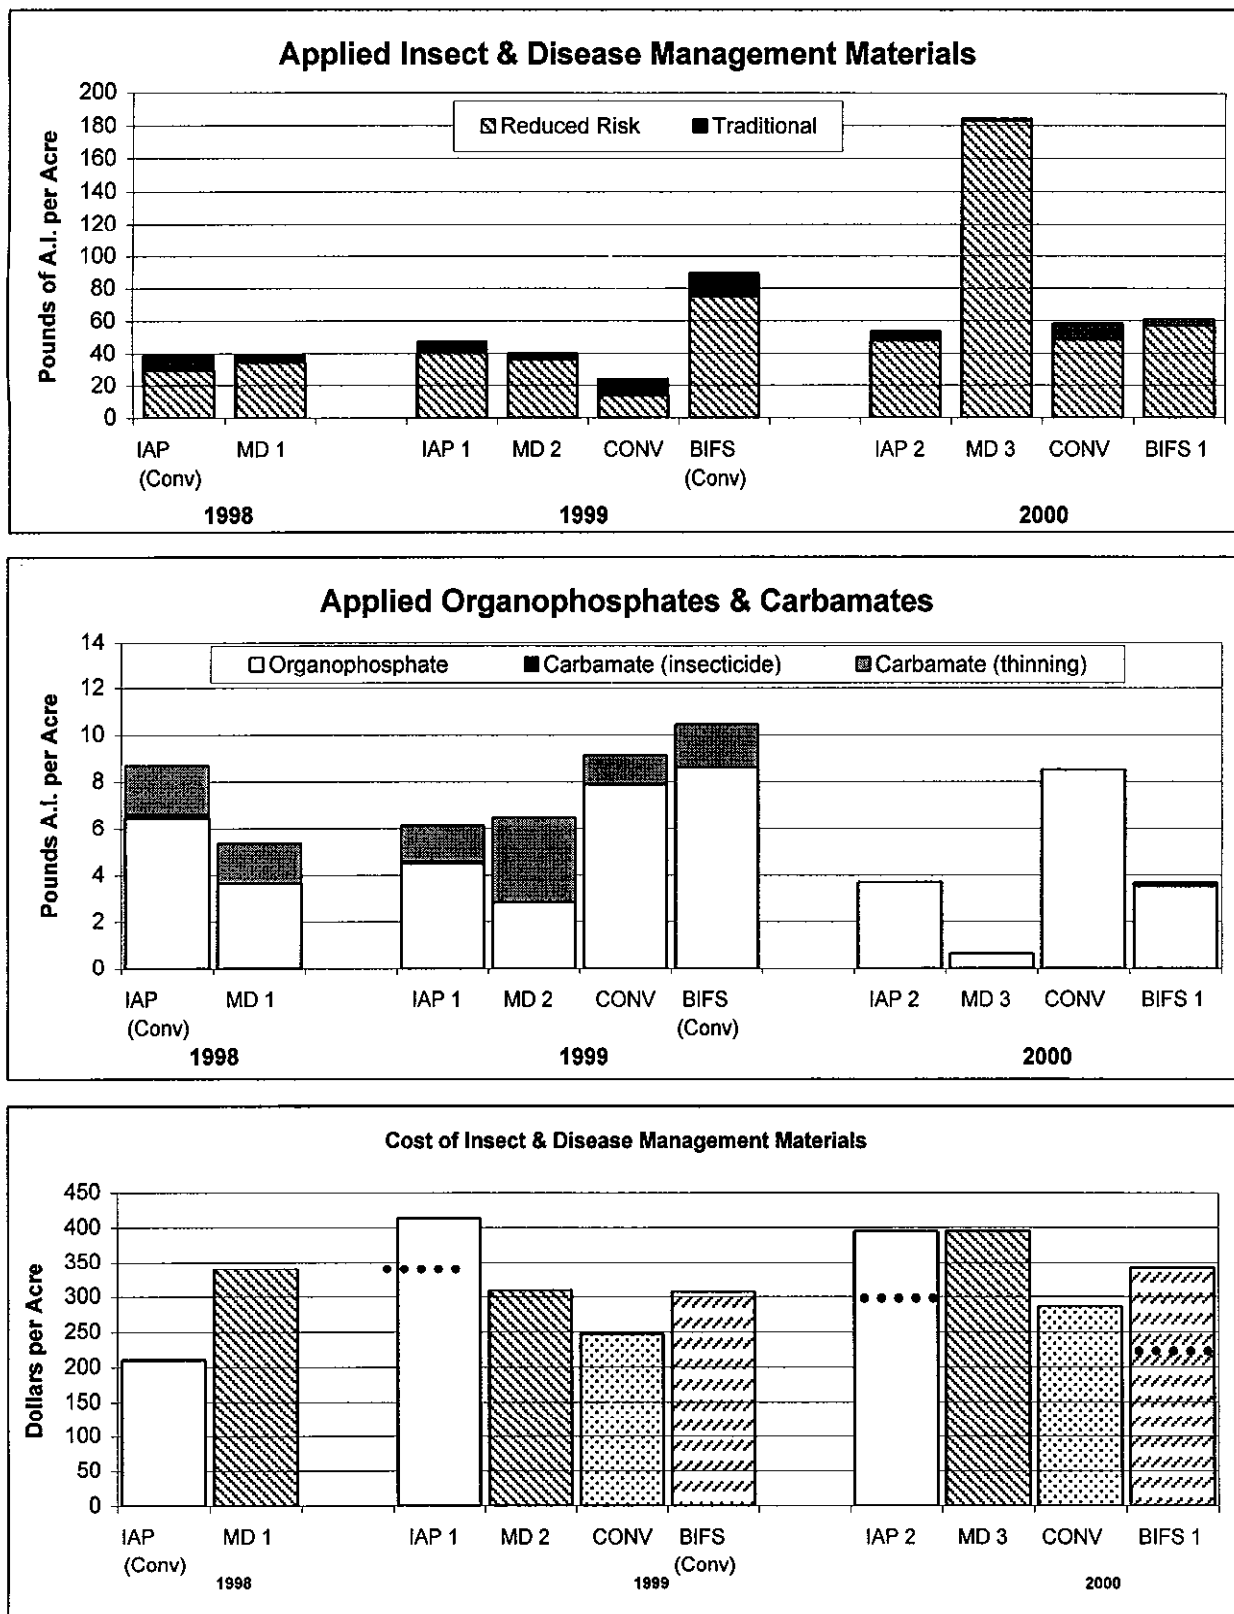 Applied Insect & Disease Management Materials
Pounds of A.I. per Acre
200
180
160
140
120
100
80
60
40
20
0
Reduced Risk Traditional
IAP (Conv) MD 1 IAP 1 MD 2 CONV BIFS (Conv) IAP 2 MD 3 CONV BIFS 1
1998 1999 2000
Applied Organophosphates & Carbamates
Pounds A.I. per Acre
14
12
10
8
6
4
2
0
Organophosphate Carbamate (insecticide) Carbamate (thinning)
IAP (Conv) MD 1 IAP 1 MD 2 CONV BIFS (Conv) IAP 2 MD 3 CONV BIFS 1
1998 1999 2000
Cost of Insect & Disease Management Materials
Dollars per Acre
450
400
350
300
250
200
150
100
50
0
IAP (Conv) MD 1 IAP 1 MD 2 CONV BIFS (Conv) IAP 2 MD 3 CONV BIFS 1
1998 1999 2000